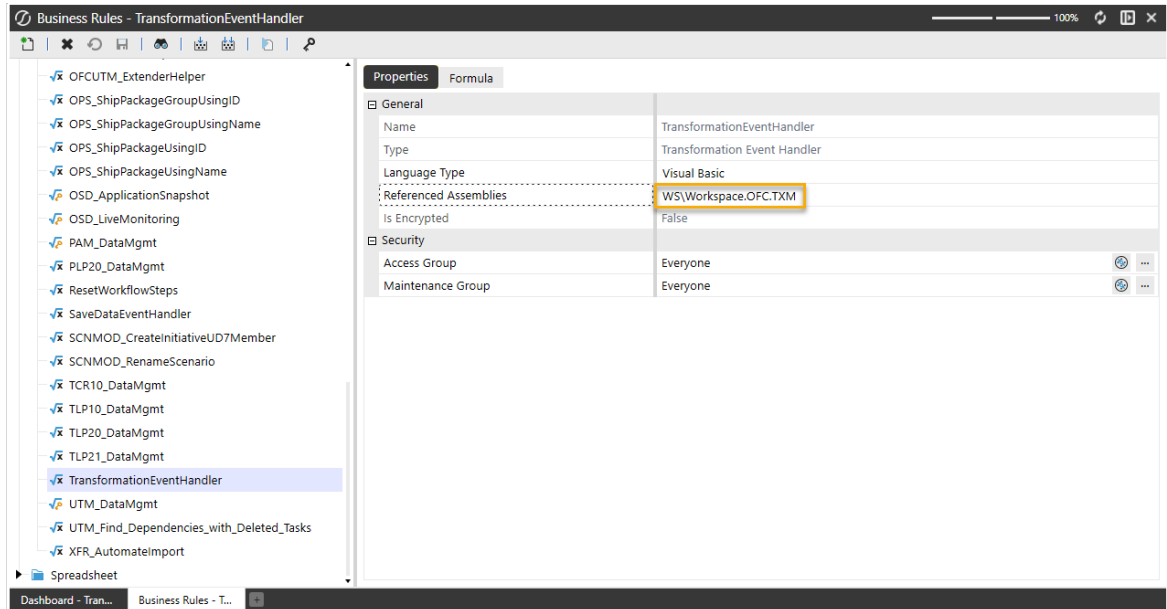 Business Rules - TransformationEventHandler
100%
OFCUTM_ExtenderHelper
OPS_ShipPackageGroupUsingID
OPS_ShipPackageGroupUsingName
OPS_ShipPackageUsingID
OPS_ShipPackageUsingName
OSD_ApplicationSnapshot
OSD_LiveMonitoring
PAM_DataMgmt
PLP20_DataMgmt
ResetWorkflowSteps
SaveDataEventHandler
SCNMOD_CreateInitiativeUD7Member
SCNMOD_RenameScenario
TCR10_DataMgmt
TLP10_DataMgmt
TLP20_DataMgmt
TLP21_DataMgmt
TransformationEventHandler
UTM_DataMgmt
UTM_Find_Dependencies_with_Deleted_Tasks
XFR_AutomateImport
Spreadsheet
Properties Formula
General
Name TransformationEventHandler
Type Transformation Event Handler
Language Type Visual Basic
Referenced Assemblies WS\Workspace.OFC.TXM
Is Encrypted False
Security
Access Group Everyone ...
Maintenance Group Everyone ...
Dashboard - Tran... Business Rules - T...